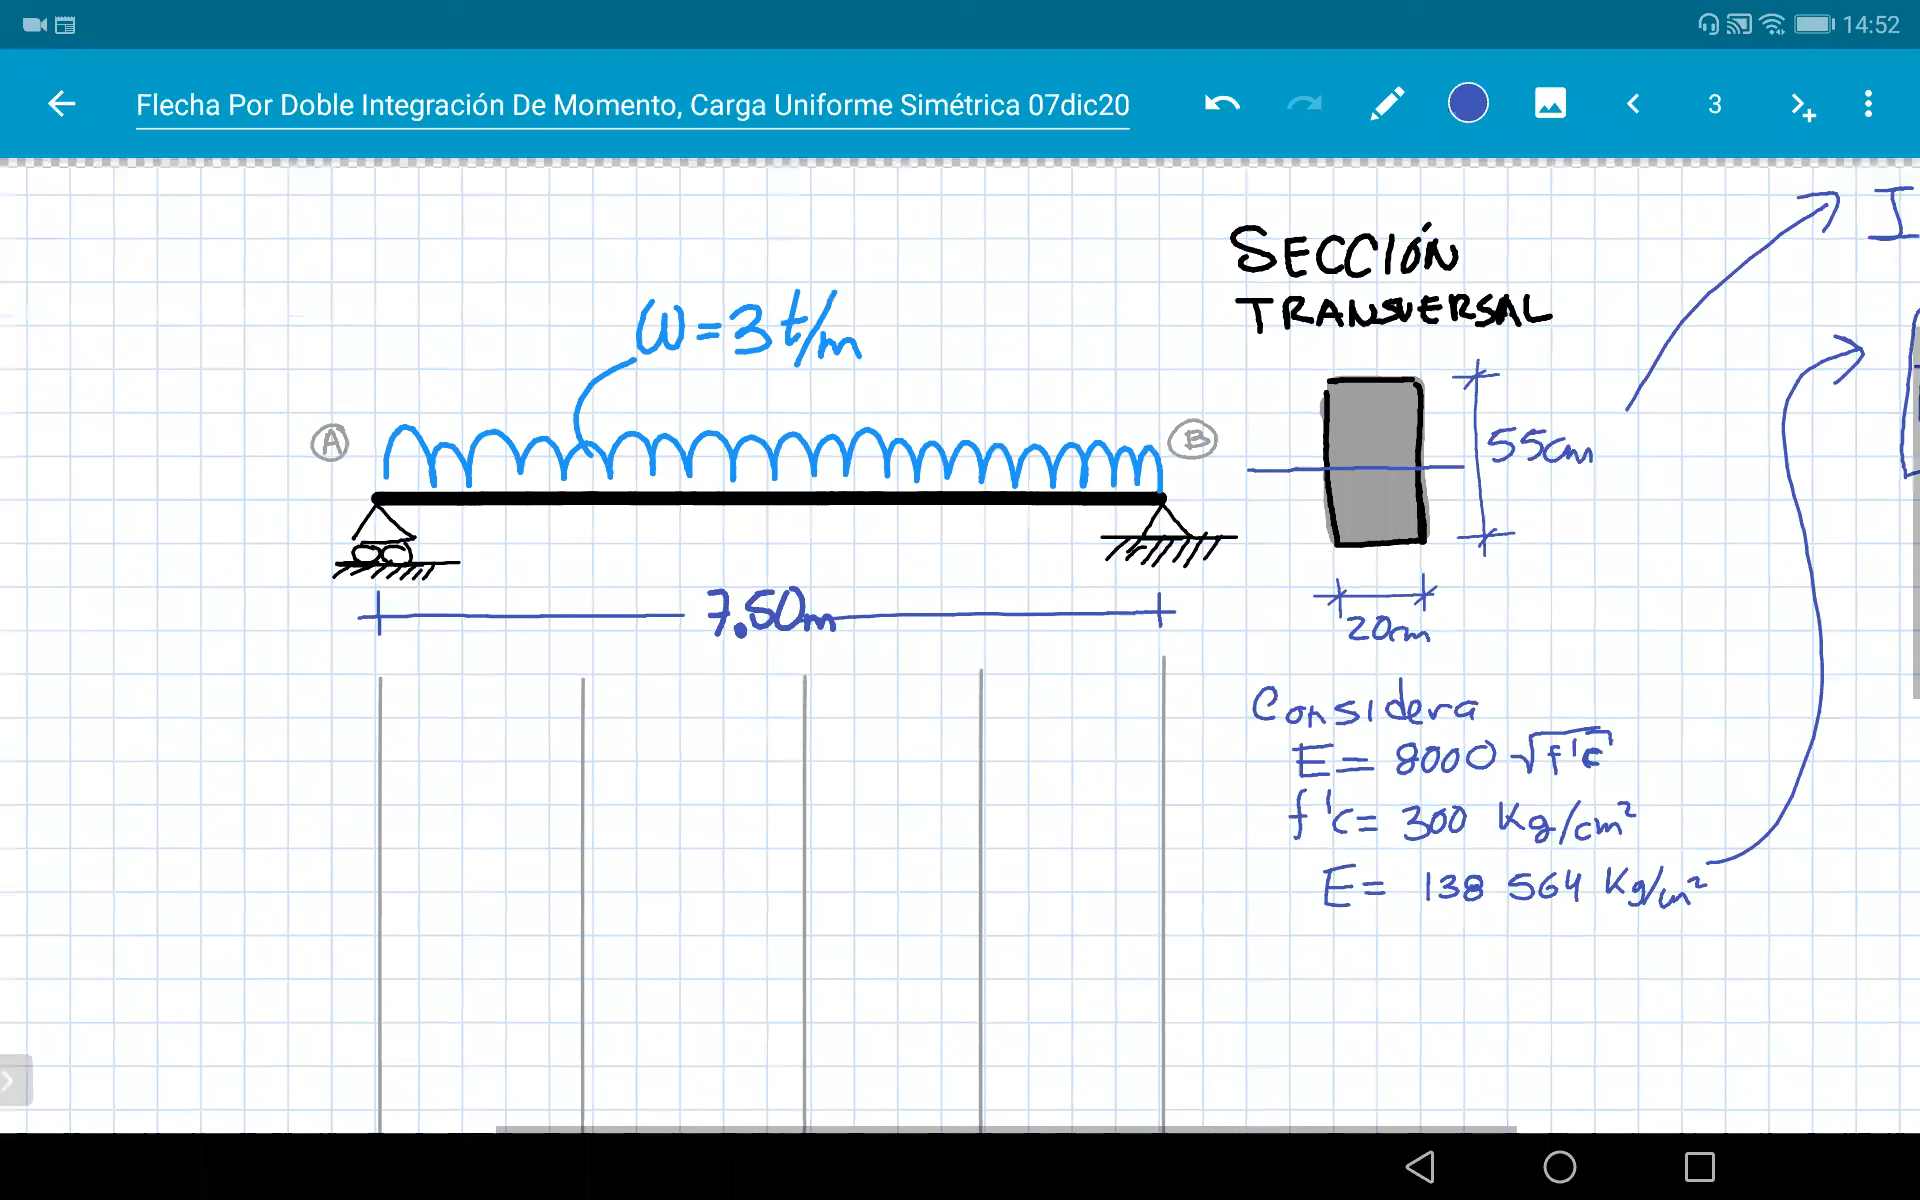 14:52
Flecha Por Doble Integración De Momento, Carga Uniforme Simétrica 07dic20
3
I
SECCIÓN
TRANSVERSAL
ω = 3 t/m
A
B
55cm
7.50m
20cm
Considera
E = 8000 √f'c
f'c = 300 Kg/cm²
E = 138 564 Kg/cm²